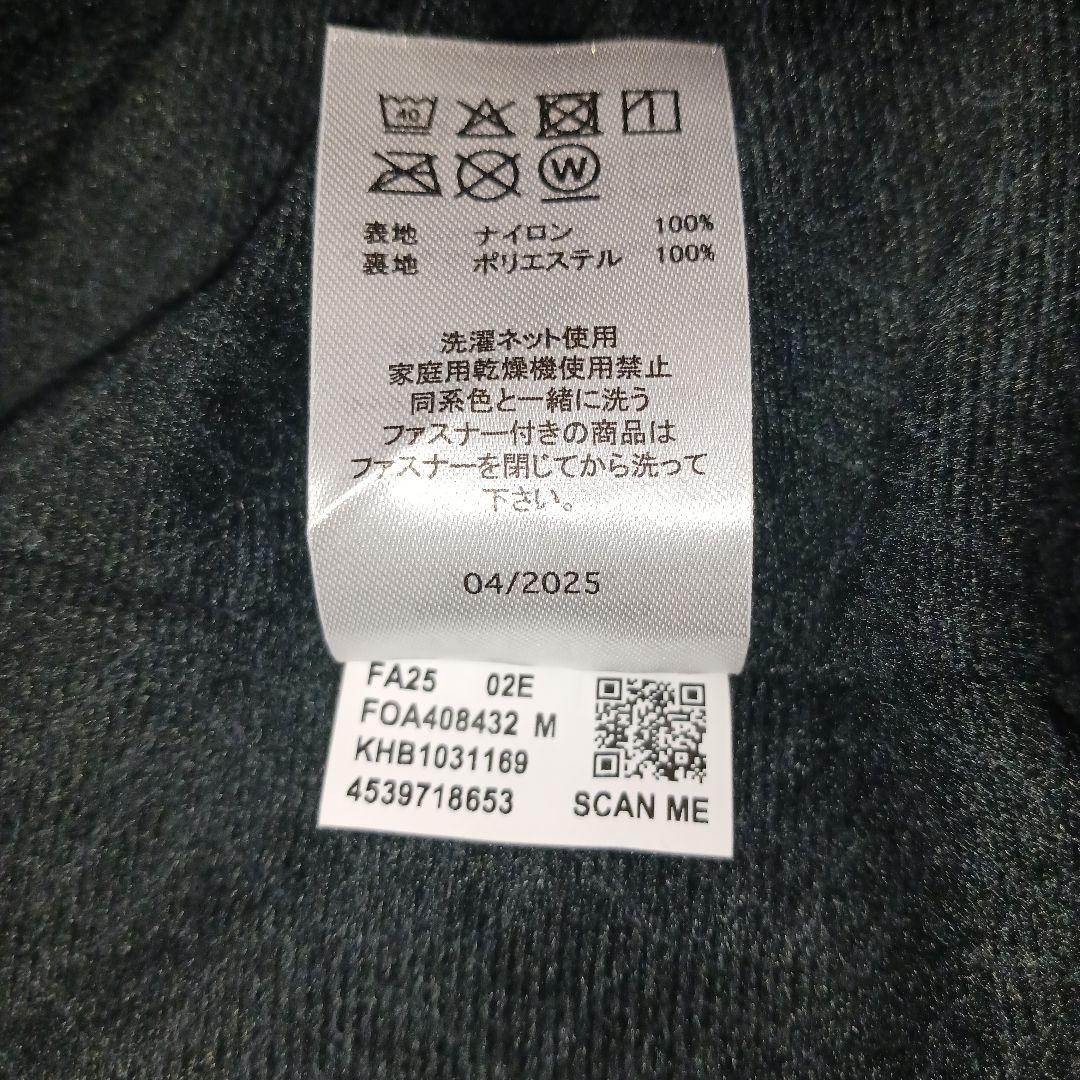 40
W
表地 ナイロン 100%
裏地 ポリエステル 100%
洗濯ネット使用
家庭用乾燥機使用禁止
同系色と一緒に洗う
ファスナー付きの商品は
ファスナーを閉じてから洗って
下さい。
04/2025
FA25 02E
FOA408432 M
KHB1031169
4539718653 SCAN ME